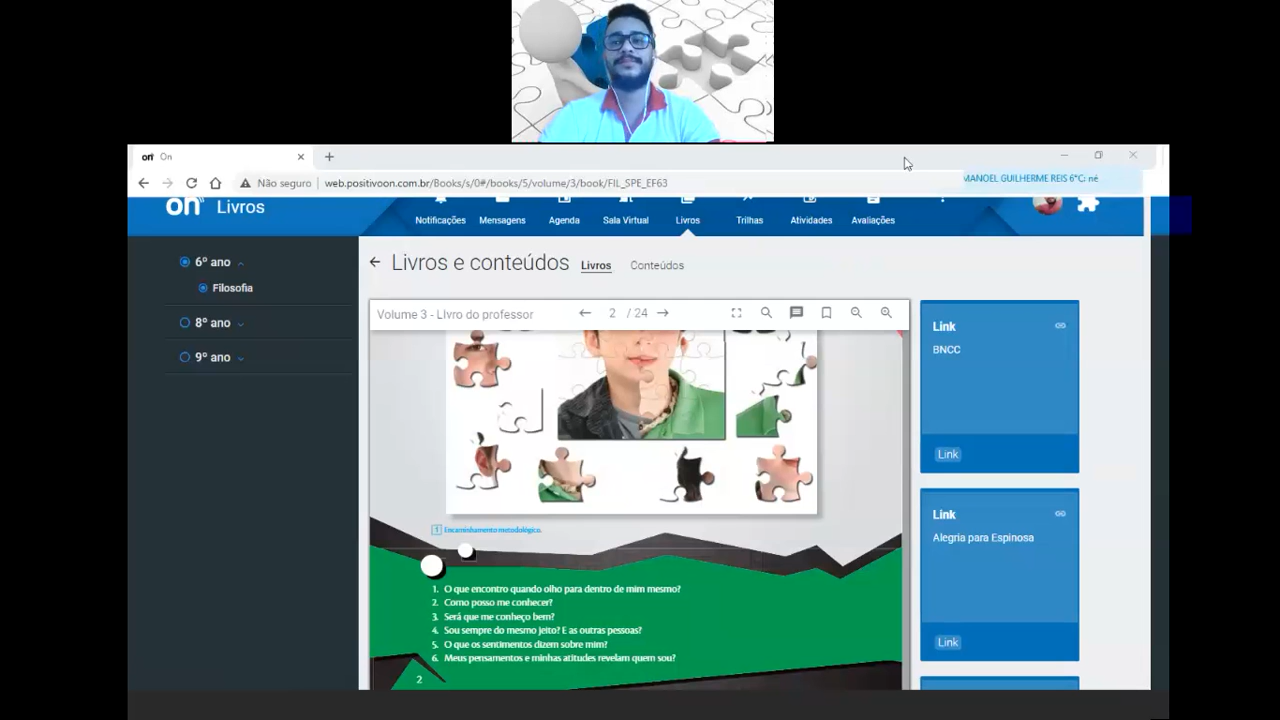 on On
Não seguro web.positivoon.com.br/Books/s/0#/books/5/volume/3/book/FIL_SPE_EF63
MANOEL GUILHERME REIS 6°C: né
on Livros
Notificações Mensagens Agenda Sala Virtual Livros Trilhas Atividades Avaliações
6º ano
Filosofia
8º ano
9º ano
Livros e conteúdos Livros Conteúdos
Volume 3 - Livro do professor 2 / 24
1 Encaminhamento metodológico.
1. O que encontro quando olho para dentro de mim mesmo?
2. Como posso me conhecer?
3. Será que me conheço bem?
4. Sou sempre do mesmo jeito? E as outras pessoas?
5. O que os sentimentos dizem sobre mim?
6. Meus pensamentos e minhas atitudes revelam quem sou?
2
Link
BNCC
Link
Link
Alegria para Espinosa
Link